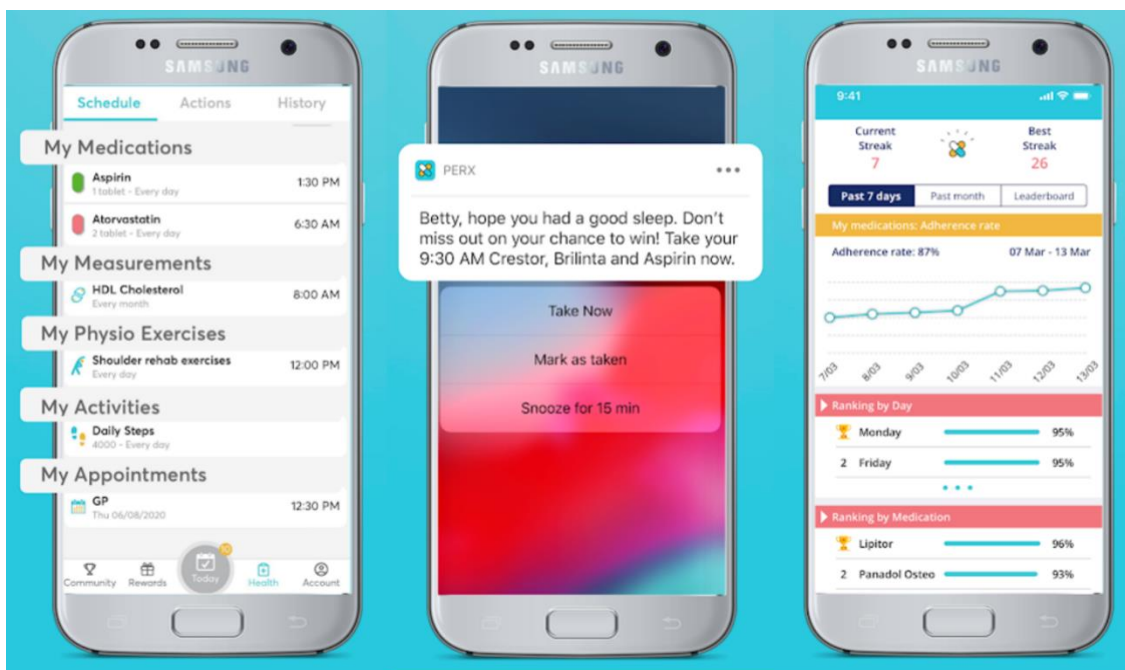 SAMSUNG
Schedule Actions History
My Medications
Aspirin
1 tablet - Every day
1:30 PM
Atorvastatin
2 tablet - Every day
6:30 AM
My Measurements
HDL Cholesterol
Every month
8:00 AM
My Physio Exercises
Shoulder rehab exercises
Every day
12:00 PM
My Activities
Daily Steps
4000 - Every day
My Appointments
GP
Thu 06/08/2020
12:30 PM
10
Community Rewards Today Health Account
SAMSUNG
PERX
Betty, hope you had a good sleep. Don't
miss out on your chance to win! Take your
9:30 AM Crestor, Brilinta and Aspirin now.
Take Now
Mark as taken
Snooze for 15 min
SAMSUNG
9:41
Current
Streak
7
Best
Streak
26
Past 7 days Past month Leaderboard
My medications: Adherence rate
Adherence rate: 87% 07 Mar - 13 Mar
7/03 8/03 9/03 10/03 11/03 12/03 13/03
Ranking by Day
Monday 95%
2 Friday 95%
Ranking by Medication
Lipitor 96%
2 Panadol Osteo 93%